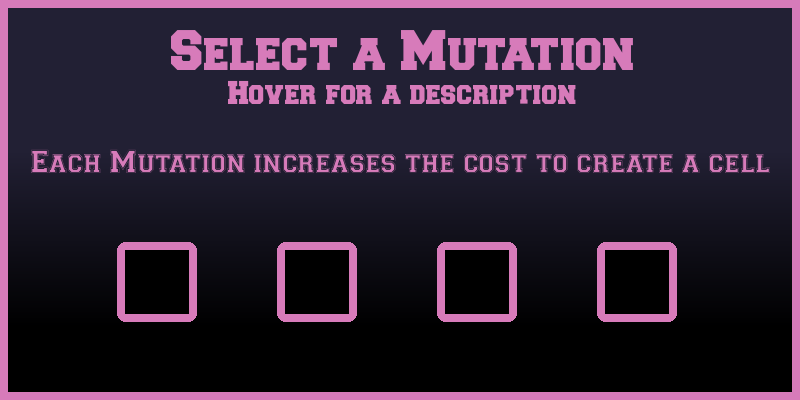 Select a Mutation
Hover for a description
Each Mutation increases the cost to create a cell